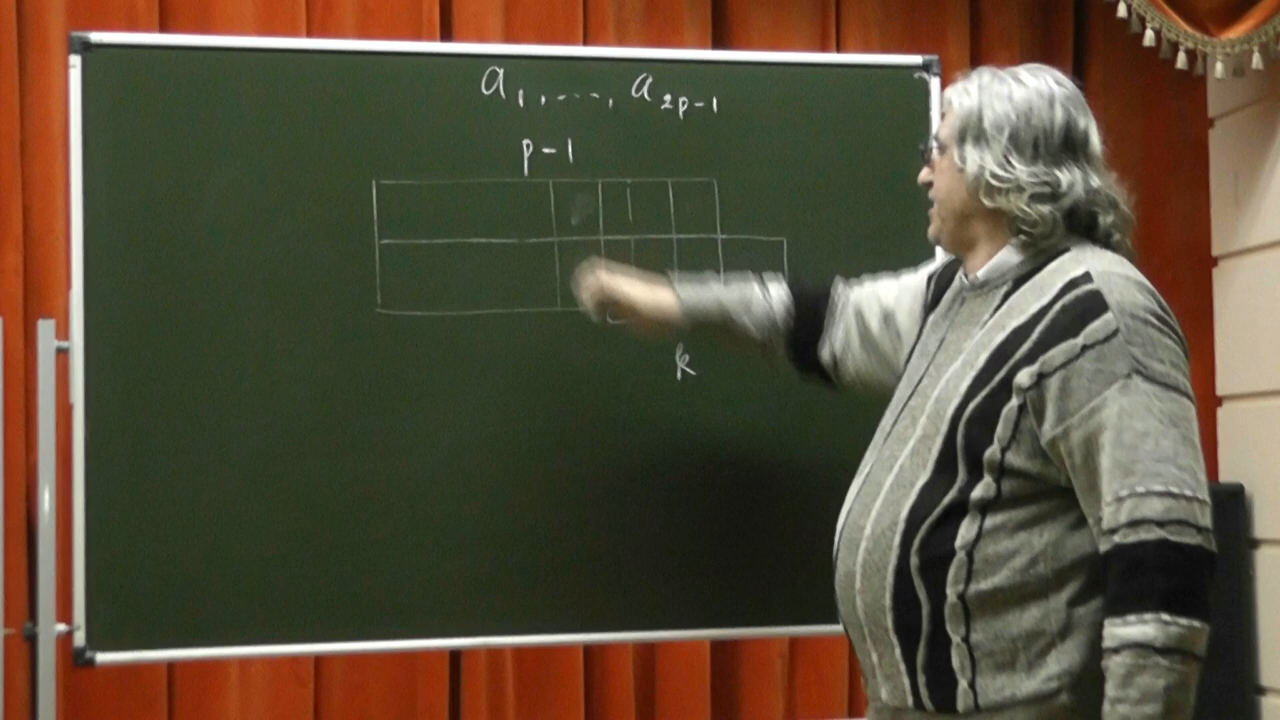 a₁, ..., a₂ₚ₋₁
p-1
k